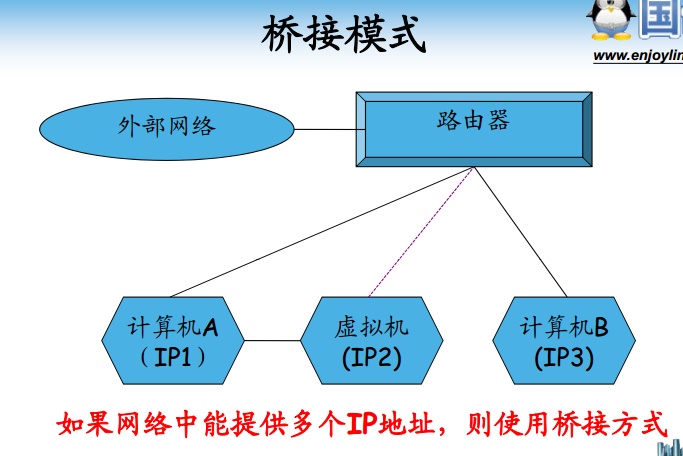 桥接模式
国
www.enjoylin
外部网络
路由器
计算机A
（IP1）
虚拟机
(IP2)
计算机B
(IP3)
如果网络中能提供多个IP地址，则使用桥接方式